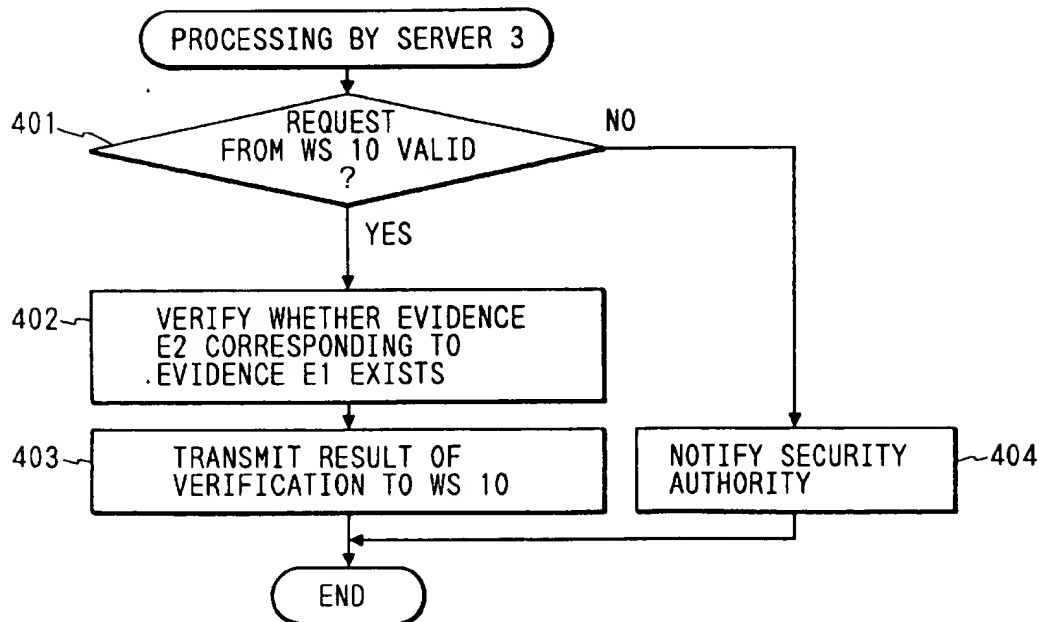 PROCESSING BY SERVER 3
401
REQUEST
FROM WS 10 VALID
?
NO
YES
402
VERIFY WHETHER EVIDENCE
E2 CORRESPONDING TO
EVIDENCE E1 EXISTS
403
TRANSMIT RESULT OF
VERIFICATION TO WS 10
NOTIFY SECURITY
AUTHORITY
404
END